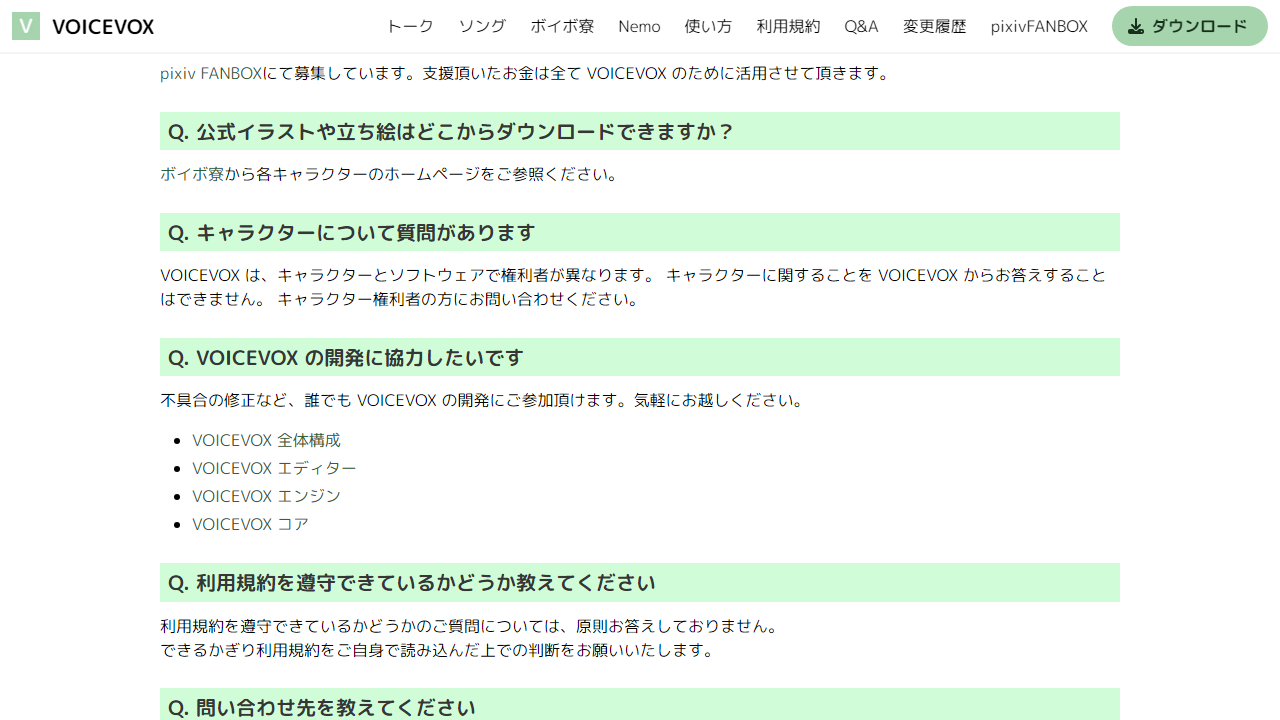 V VOICEVOX トーク ソング ボイボ寮 Nemo 使い方 利用規約 Q&A 変更履歴 pixivFANBOX ダウンロード
pixiv FANBOXにて募集しています。支援頂いたお金は全て VOICEVOX のために活用させて頂きます。
Q. 公式イラストや立ち絵はどこからダウンロードできますか？
ボイボ寮から各キャラクターのホームページをご参照ください。
Q. キャラクターについて質問があります
VOICEVOX は、キャラクターとソフトウェアで権利者が異なります。 キャラクターに関することを VOICEVOX からお答えすること
はできません。 キャラクター権利者の方にお問い合わせください。
Q. VOICEVOX の開発に協力したいです
不具合の修正など、誰でも VOICEVOX の開発にご参加頂けます。気軽にお越しください。
• VOICEVOX 全体構成
• VOICEVOX エディター
• VOICEVOX エンジン
• VOICEVOX コア
Q. 利用規約を遵守できているかどうか教えてください
利用規約を遵守できているかどうかのご質問については、原則お答えしておりません。
できるかぎり利用規約をご自身で読み込んだ上での判断をお願いいたします。
Q. 問い合わせ先を教えてください